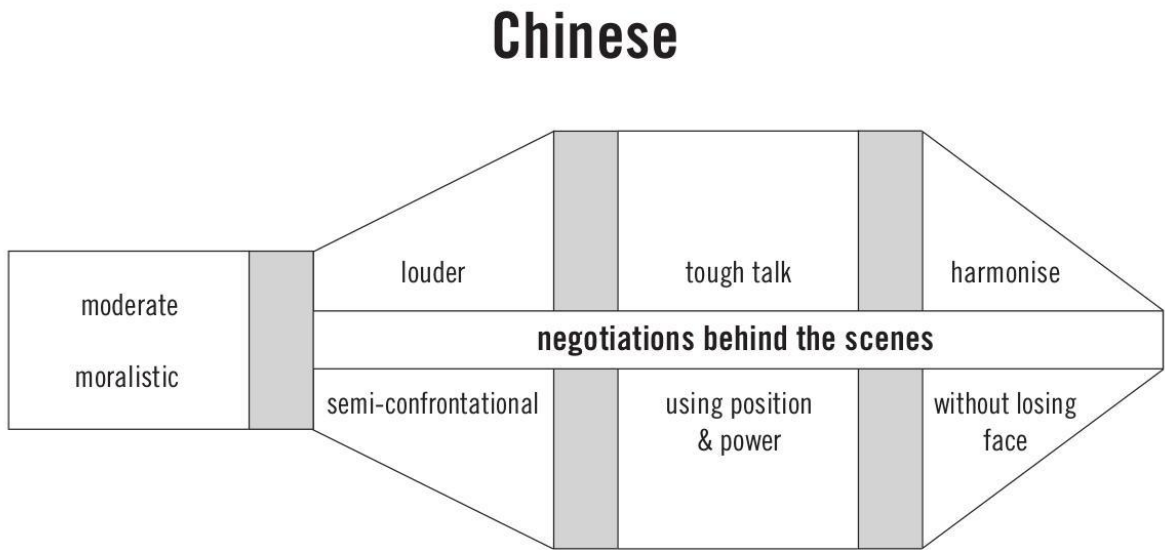 Chinese
moderate
moralistic
louder
tough talk
harmonise
negotiations behind the scenes
semi-confrontational
using position
& power
without losing
face